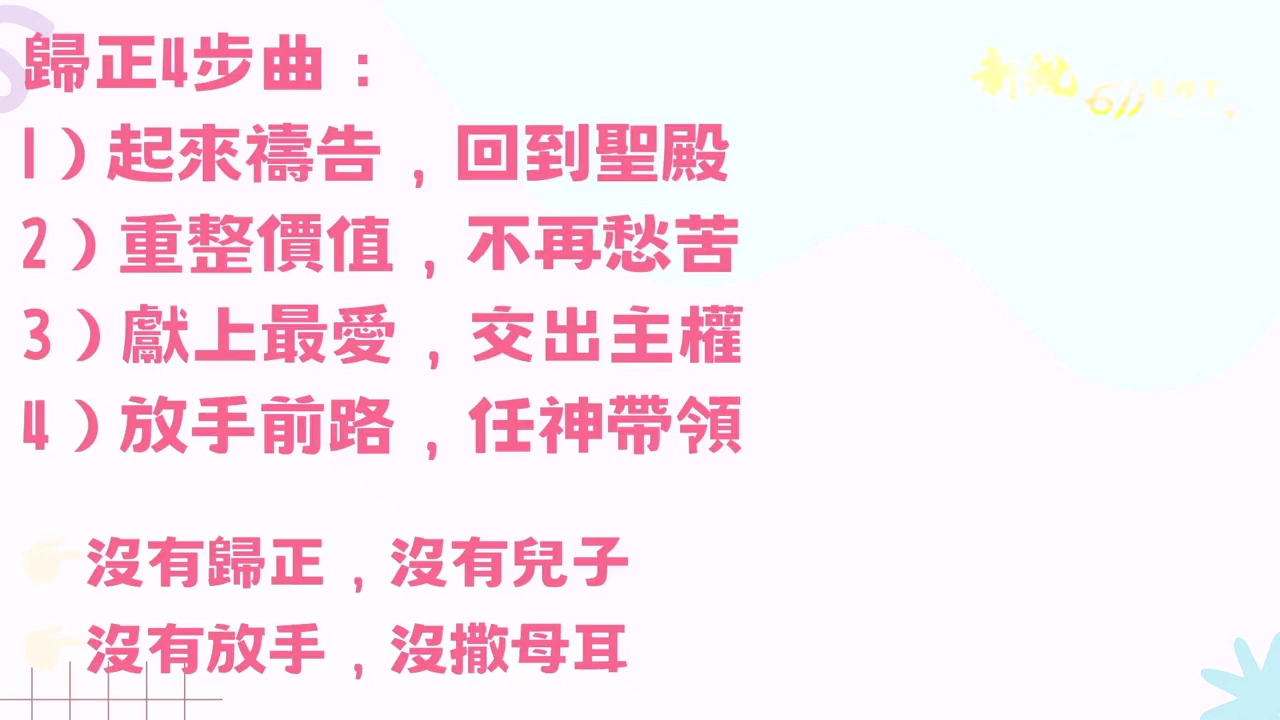 歸正4步曲：
1）起來禱告，回到聖殿
2）重整價值，不再愁苦
3）獻上最愛，交出主權
4）放手前路，任神帶領
👉沒有歸正，沒有兒子
👉沒有放手，沒撒母耳
611